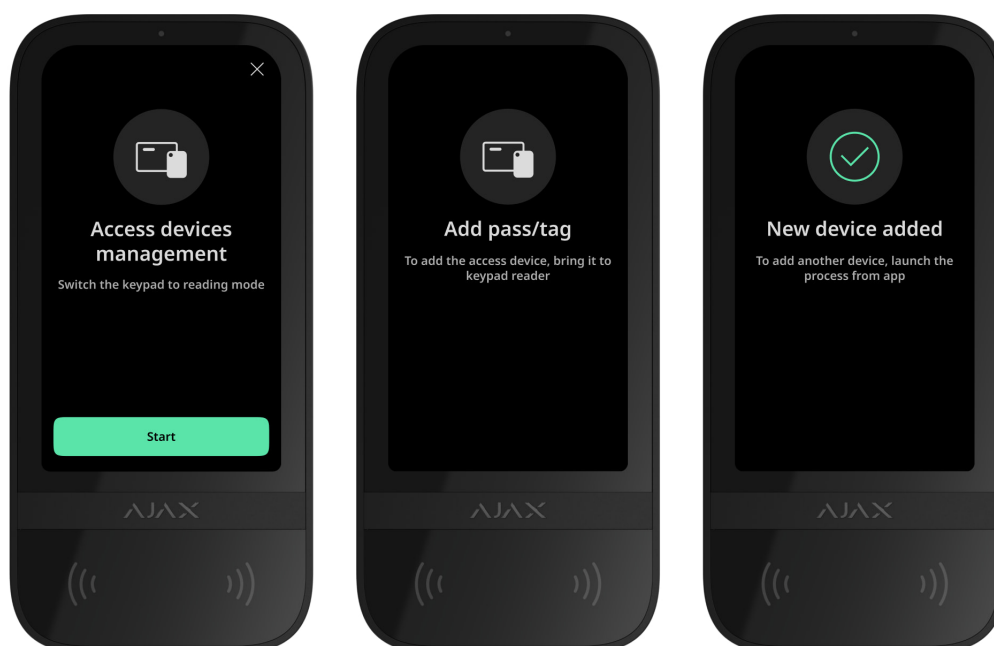 Access devices
management
Switch the keypad to reading mode
Start
AJAX
Add pass/tag
To add the access device, bring it to
keypad reader
AJAX
New device added
To add another device, launch the
process from app
AJAX